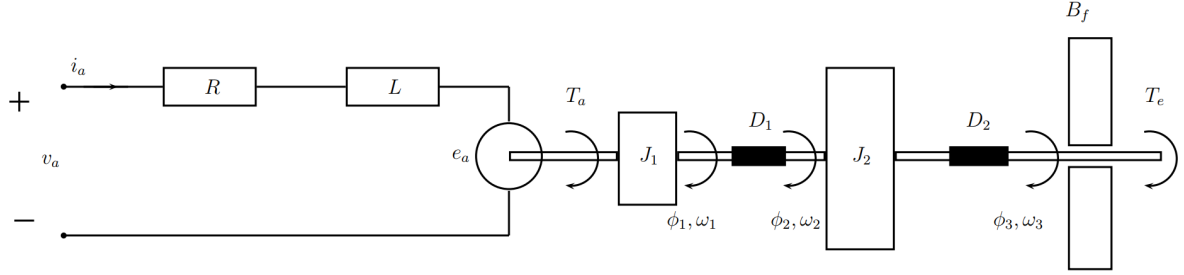 B_f
i_a
R
L
T_a
T_e
+
D_1
D_2
e_a
J_1
J_2
v_a
ϕ_1, ω_1
ϕ_2, ω_2
ϕ_3, ω_3
−